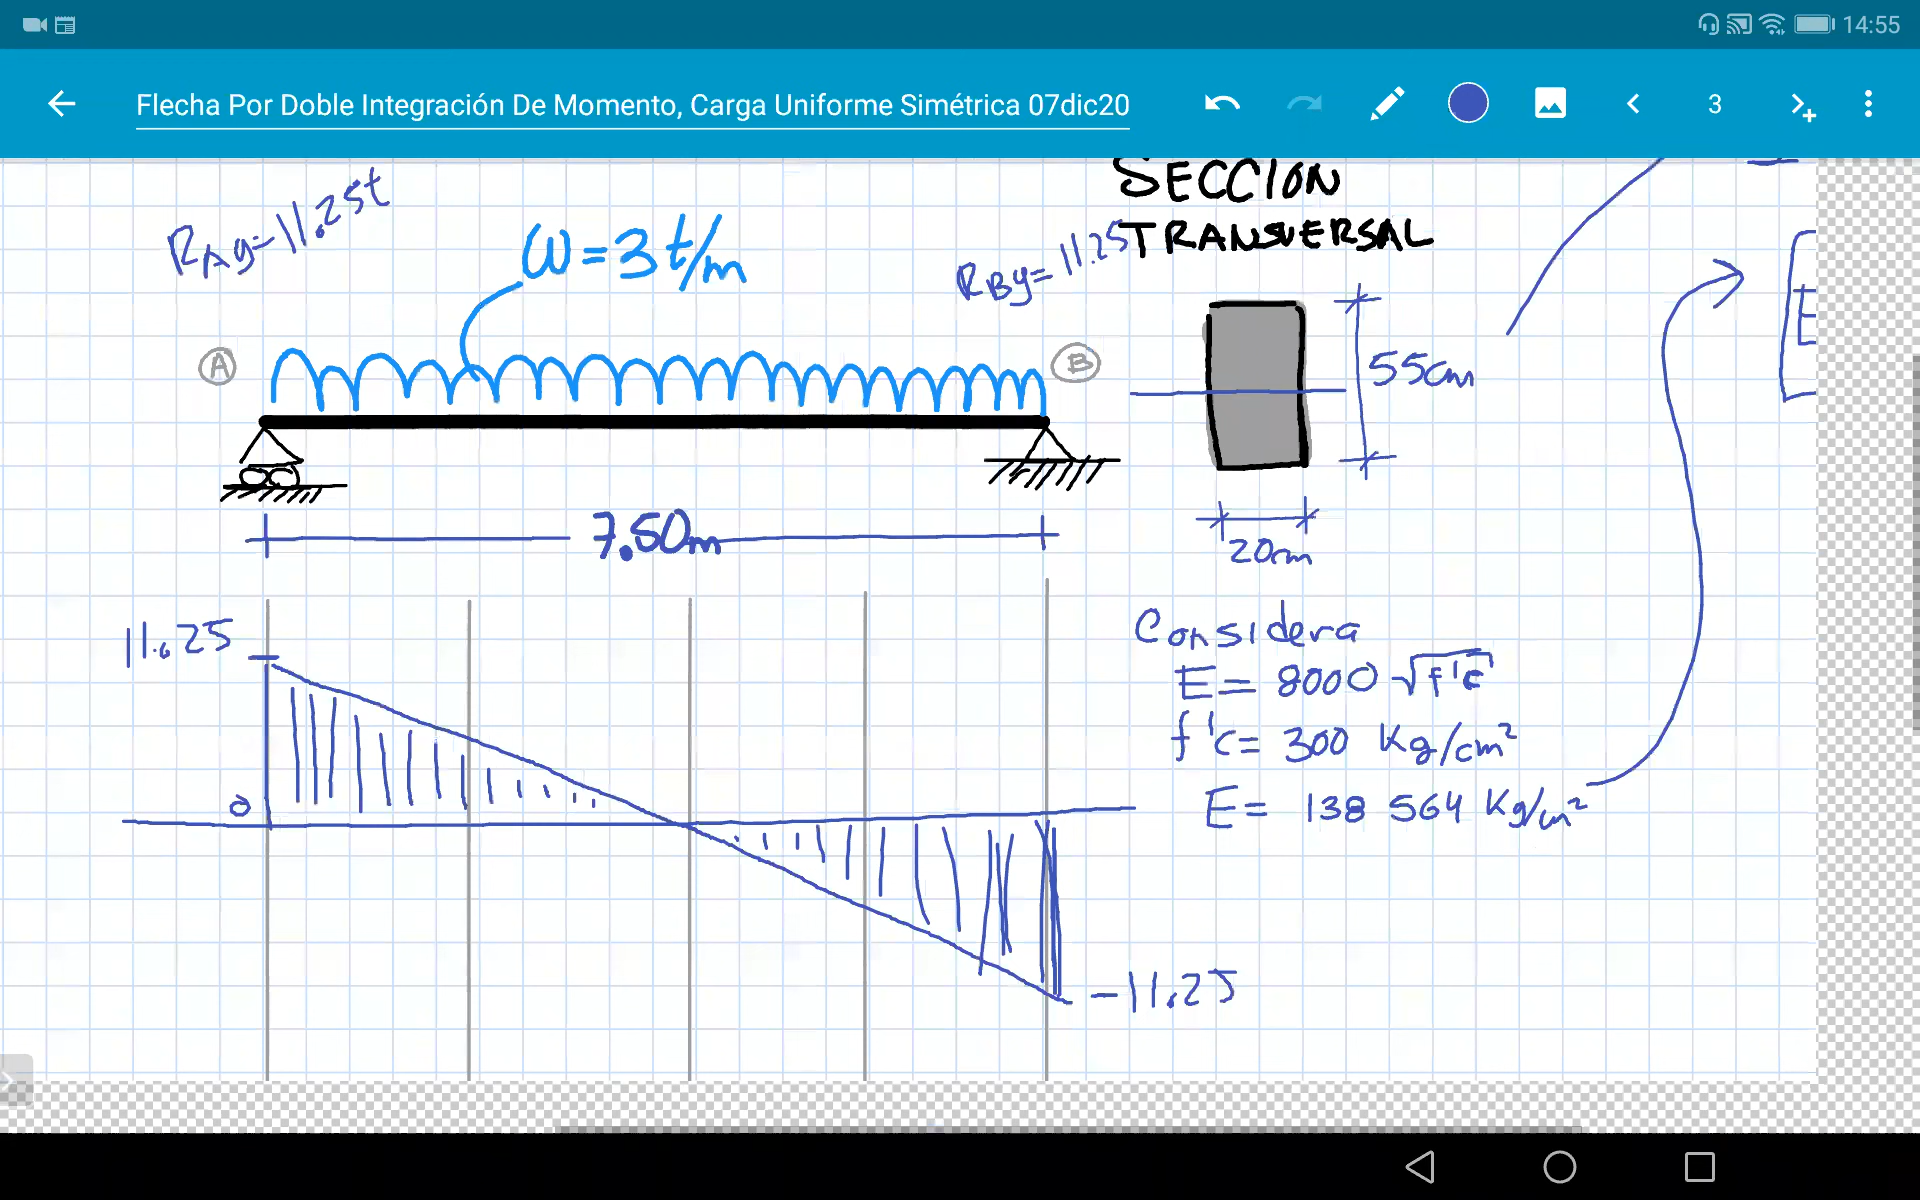 14:55
Flecha Por Doble Integración De Momento, Carga Uniforme Simétrica 07dic20
3
SECCION
TRANSVERSAL
RAy=11.25t
W=3t/m
RBy=11.25
A
B
55cm
7.50m
20cm
11.25
0
-11.25
Considera
E= 8000 √f'c
f'c= 300 Kg/cm²
E= 138 564 Kg/cm²
E